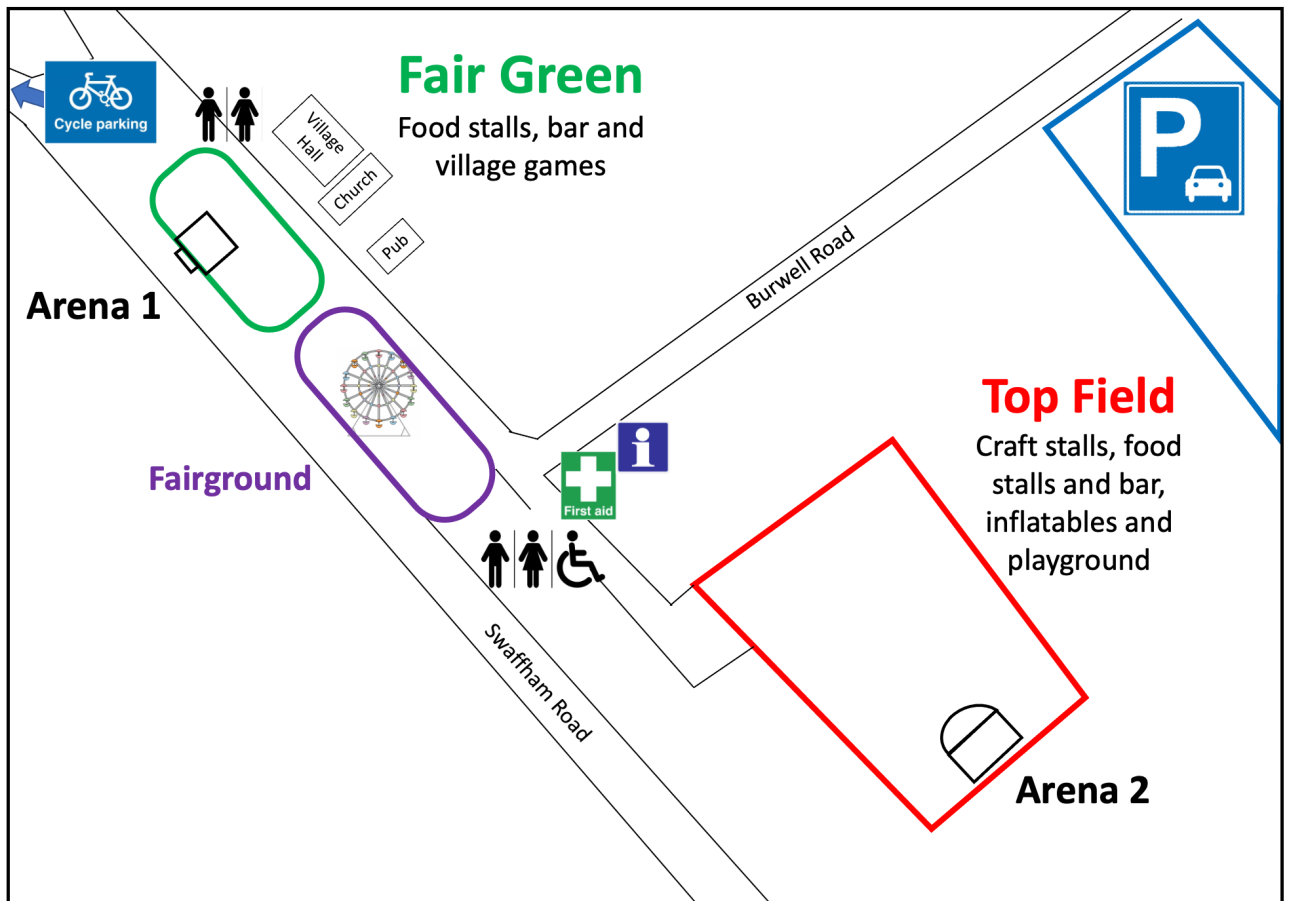 Fair Green
Food stalls, bar and
village games
Cycle parking
Village
Hall
Church
Pub
P
Burwell Road
Arena 1
Fairground
i
First aid
Top Field
Craft stalls, food
stalls and bar,
inflatables and
playground
Swaffham Road
Arena 2